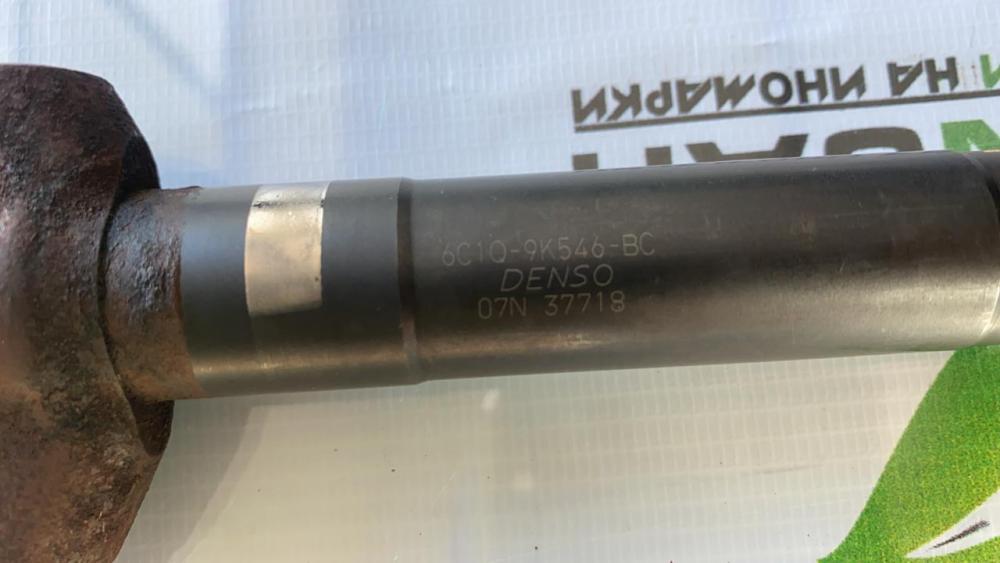 НА ИНОМАРКИ
6C1Q-9K546-BC
DENSO
07N 37718